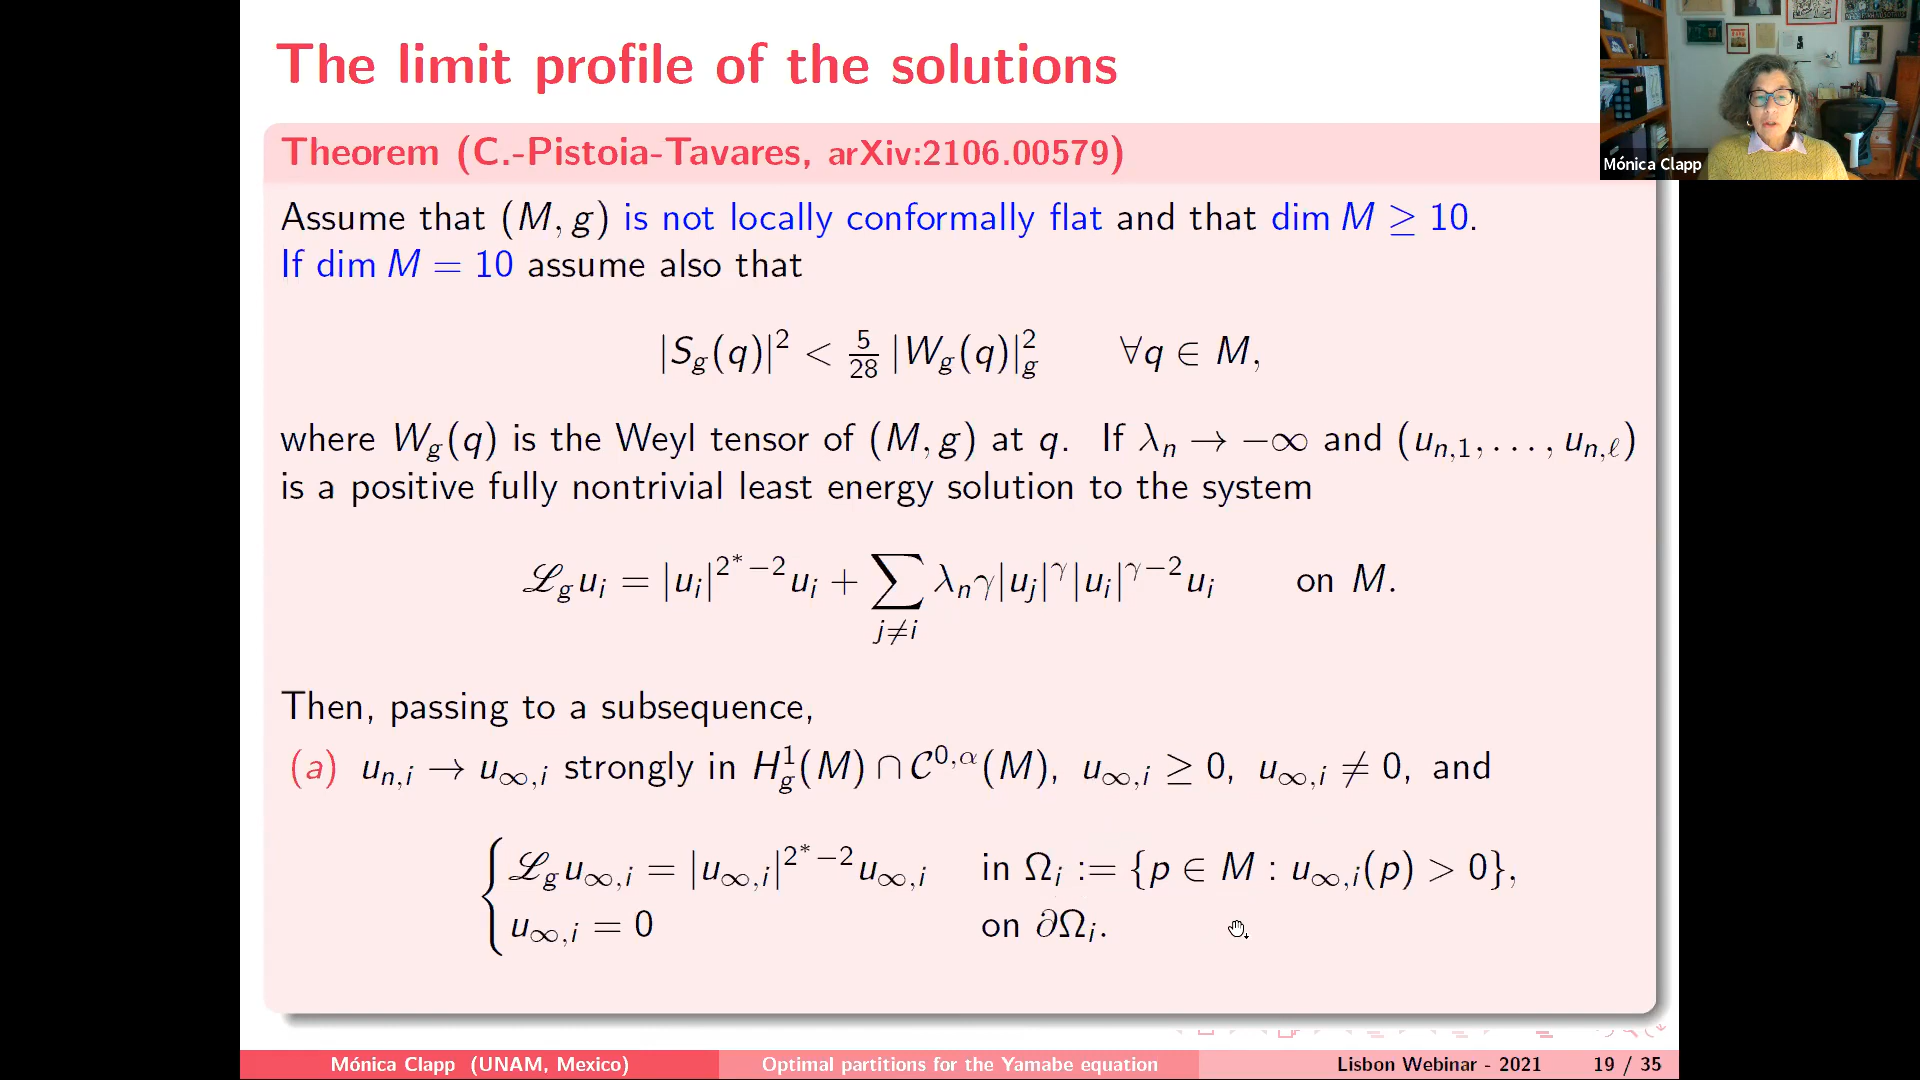 The limit profile of the solutions
Theorem (C.-Pistoia-Tavares, arXiv:2106.00579)
Assume that (M, g) is not locally conformally flat and that dim M ≥ 10.
If dim M = 10 assume also that
|S_g(q)|² < 5/28 |W_g(q)|_g² ∀q ∈ M,
where W_g(q) is the Weyl tensor of (M, g) at q. If λ_n → −∞ and (u_{n,1}, . . . , u_{n,ℓ})
is a positive fully nontrivial least energy solution to the system
ℒ_g u_i = |u_i|^{2*−2} u_i + ∑_{j≠i} λ_n γ|u_j|^γ |u_i|^{γ−2} u_i on M.
Then, passing to a subsequence,
(a) u_{n,i} → u_{∞,i} strongly in H_g^1(M) ∩ C^{0,α}(M), u_{∞,i} ≥ 0, u_{∞,i} ≠ 0, and
ℒ_g u_{∞,i} = |u_{∞,i}|^{2*−2} u_{∞,i} in Ω_i := {p ∈ M : u_{∞,i}(p) > 0},
u_{∞,i} = 0 on ∂Ω_i.
Mónica Clapp
Mónica Clapp (UNAM, Mexico) Optimal partitions for the Yamabe equation Lisbon Webinar - 2021 19 / 35